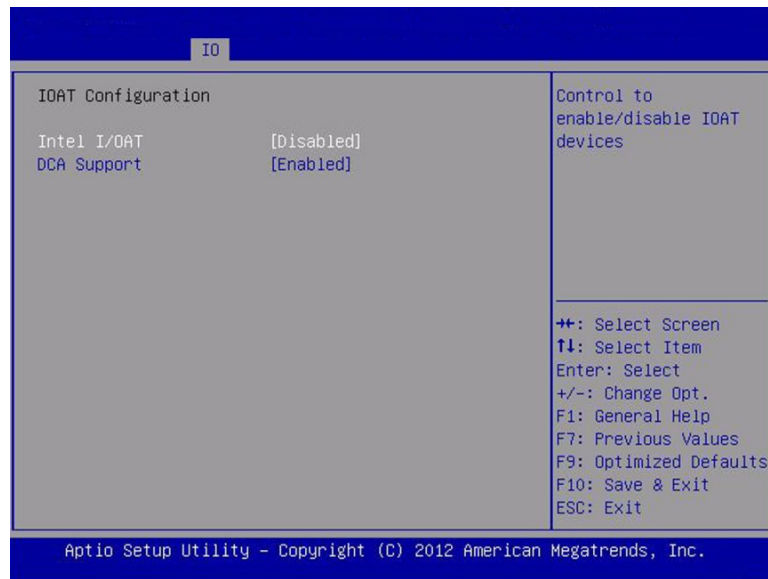 IO
IOAT Configuration
Intel I/OAT [Disabled]
DCA Support [Enabled]
Control to
enable/disable IOAT
devices
→←: Select Screen
↑↓: Select Item
Enter: Select
+/-: Change Opt.
F1: General Help
F7: Previous Values
F9: Optimized Defaults
F10: Save & Exit
ESC: Exit
Aptio Setup Utility – Copyright (C) 2012 American Megatrends, Inc.